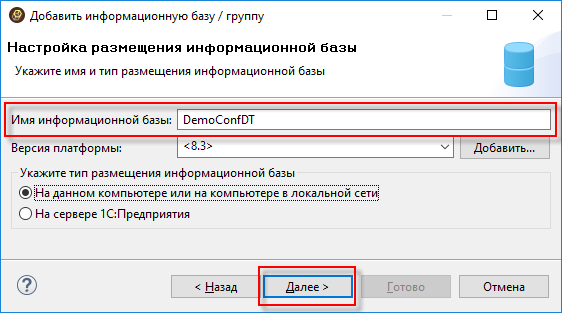 Добавить информационную базу / группу
Настройка размещения информационной базы
Укажите имя и тип размещения информационной базы
Имя информационной базы: DemoConfDT
Версия платформы: <8.3> Добавить...
Укажите тип размещения информационной базы
На данном компьютере или на компьютере в локальной сети
На сервере 1С:Предприятия
? < Назад Далее > Готово Отмена